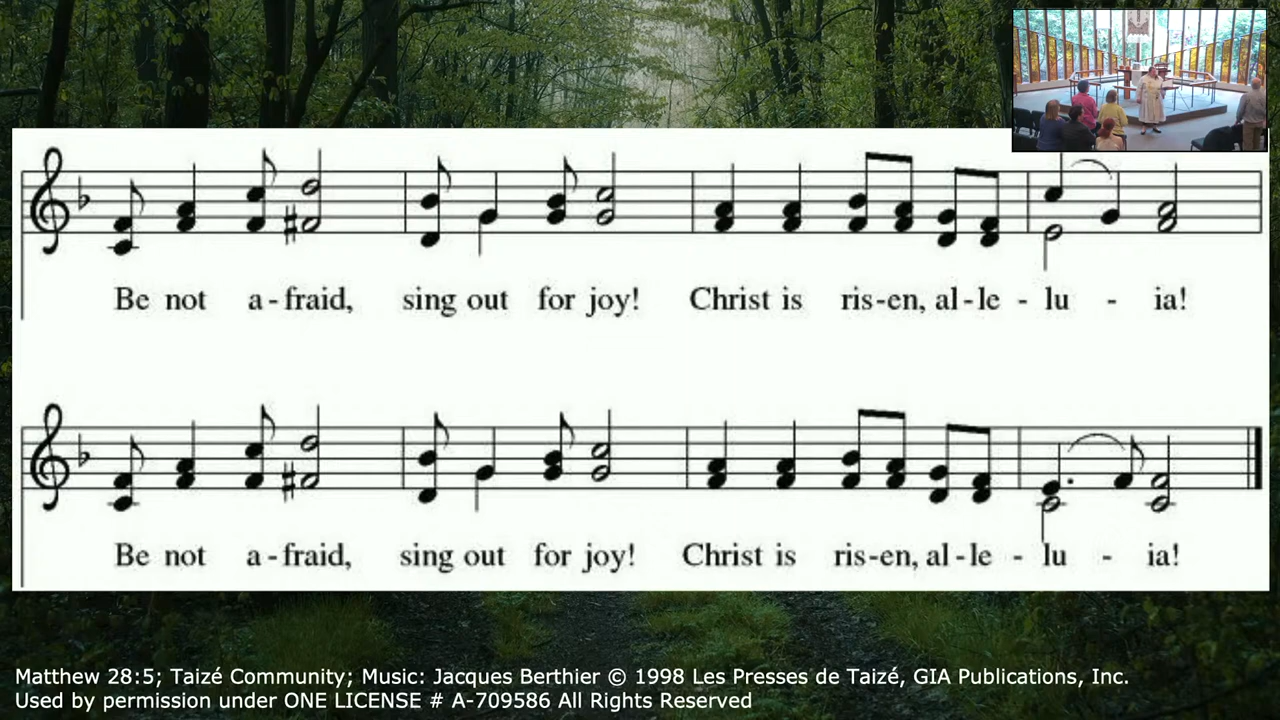 Be not a - fraid, sing out for joy! Christ is ris - en, al - le - lu - ia!
Be not a - fraid, sing out for joy! Christ is ris - en, al - le - lu - ia!
Matthew 28:5; Taizé Community; Music: Jacques Berthier © 1998 Les Presses de Taizé, GIA Publications, Inc.
Used by permission under ONE LICENSE # A-709586 All Rights Reserved